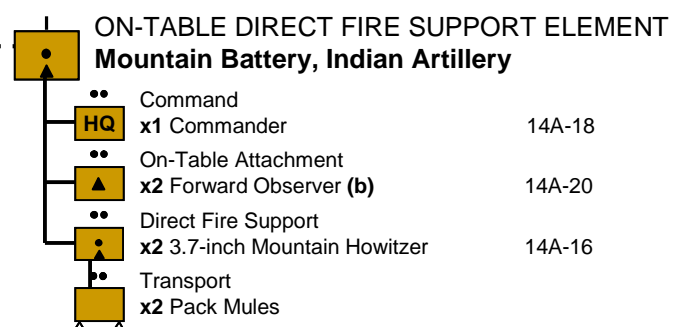 ON-TABLE DIRECT FIRE SUPPORT ELEMENT
Mountain Battery, Indian Artillery
Command
HQ x1 Commander 14A-18
On-Table Attachment
x2 Forward Observer (b) 14A-20
Direct Fire Support
x2 3.7-inch Mountain Howitzer 14A-16
Transport
x2 Pack Mules